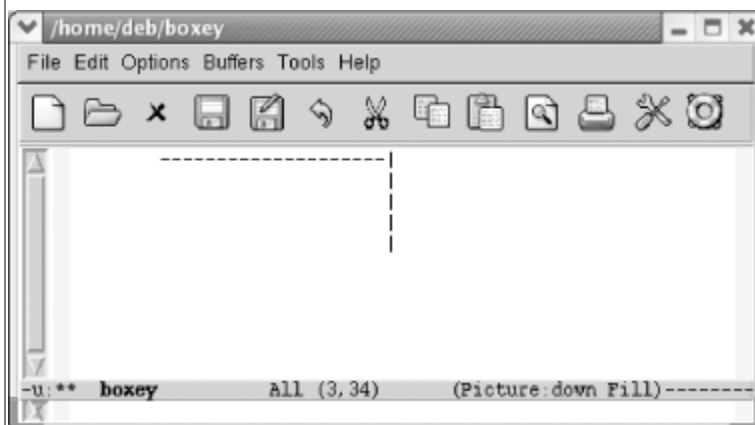 /home/deb/boxey
File Edit Options Buffers Tools Help
--------------------|
|
|
|
|
-u:** boxey All (3,34) (Picture:down Fill)--------